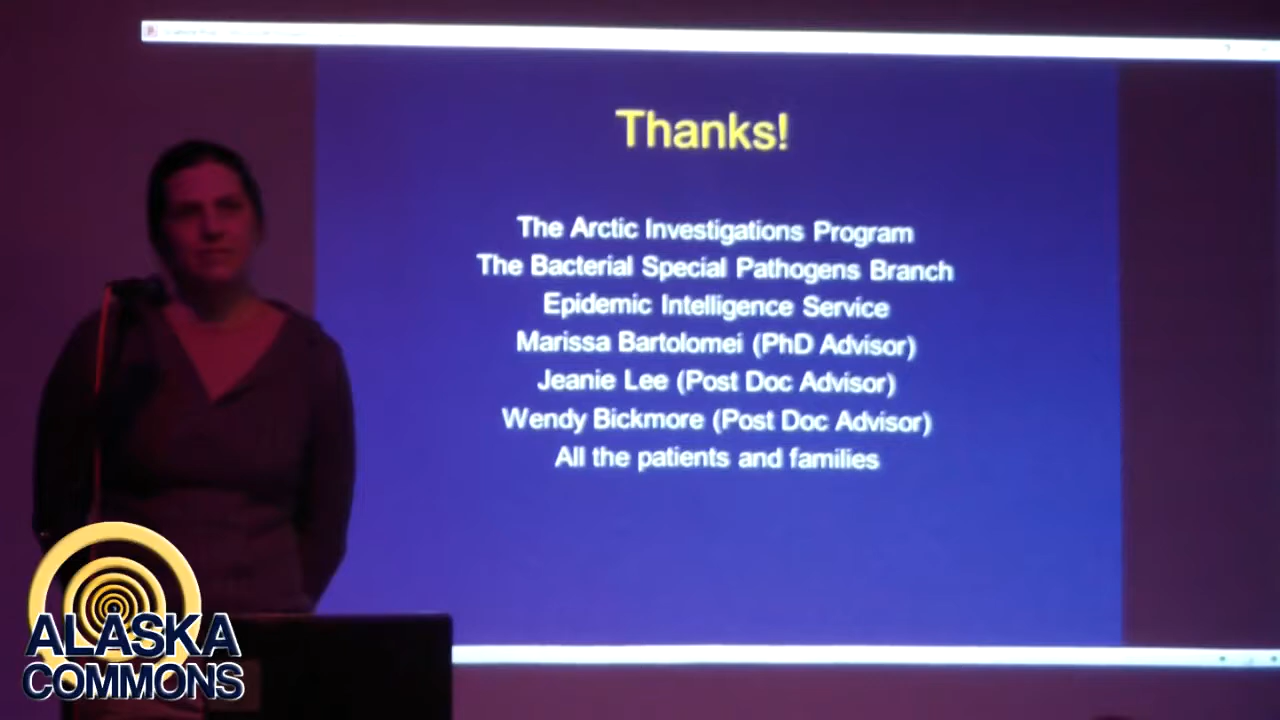 Thanks!
The Arctic Investigations Program
The Bacterial Special Pathogens Branch
Epidemic Intelligence Service
Marissa Bartolomei (PhD Advisor)
Jeanie Lee (Post Doc Advisor)
Wendy Bickmore (Post Doc Advisor)
All the patients and families
ALASKA
COMMONS